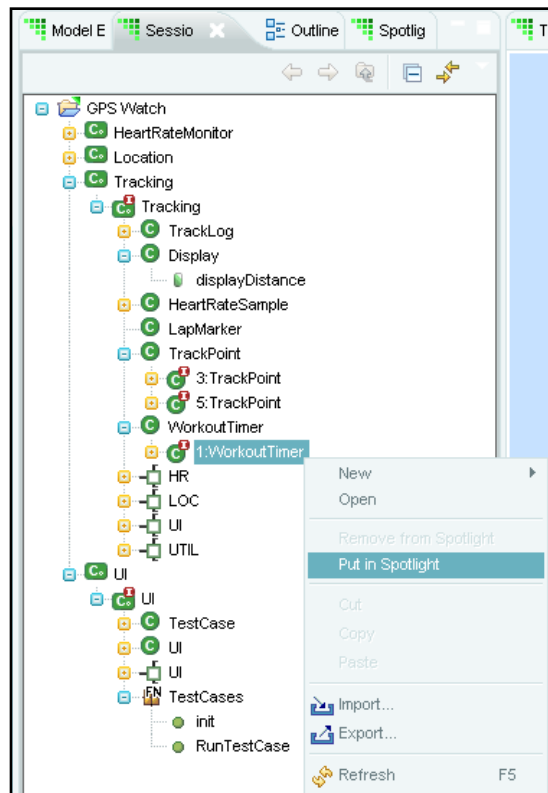 Model E Sessio Outline Spotlig T
GPS Watch
C HeartRateMonitor
C Location
C Tracking
C I Tracking
C TrackLog
C Display
displayDistance
C HeartRateSample
C LapMarker
C TrackPoint
C I 3:TrackPoint
C I 5:TrackPoint
C WorkoutTimer
C I 1:WorkoutTimer
HR
LOC
UI
UTIL
C UI
C I UI
C TestCase
C UI
UI
FN TestCases
init
RunTestCase
New
Open
Remove from Spotlight
Put in Spotlight
Cut
Copy
Paste
Import...
Export...
Refresh F5